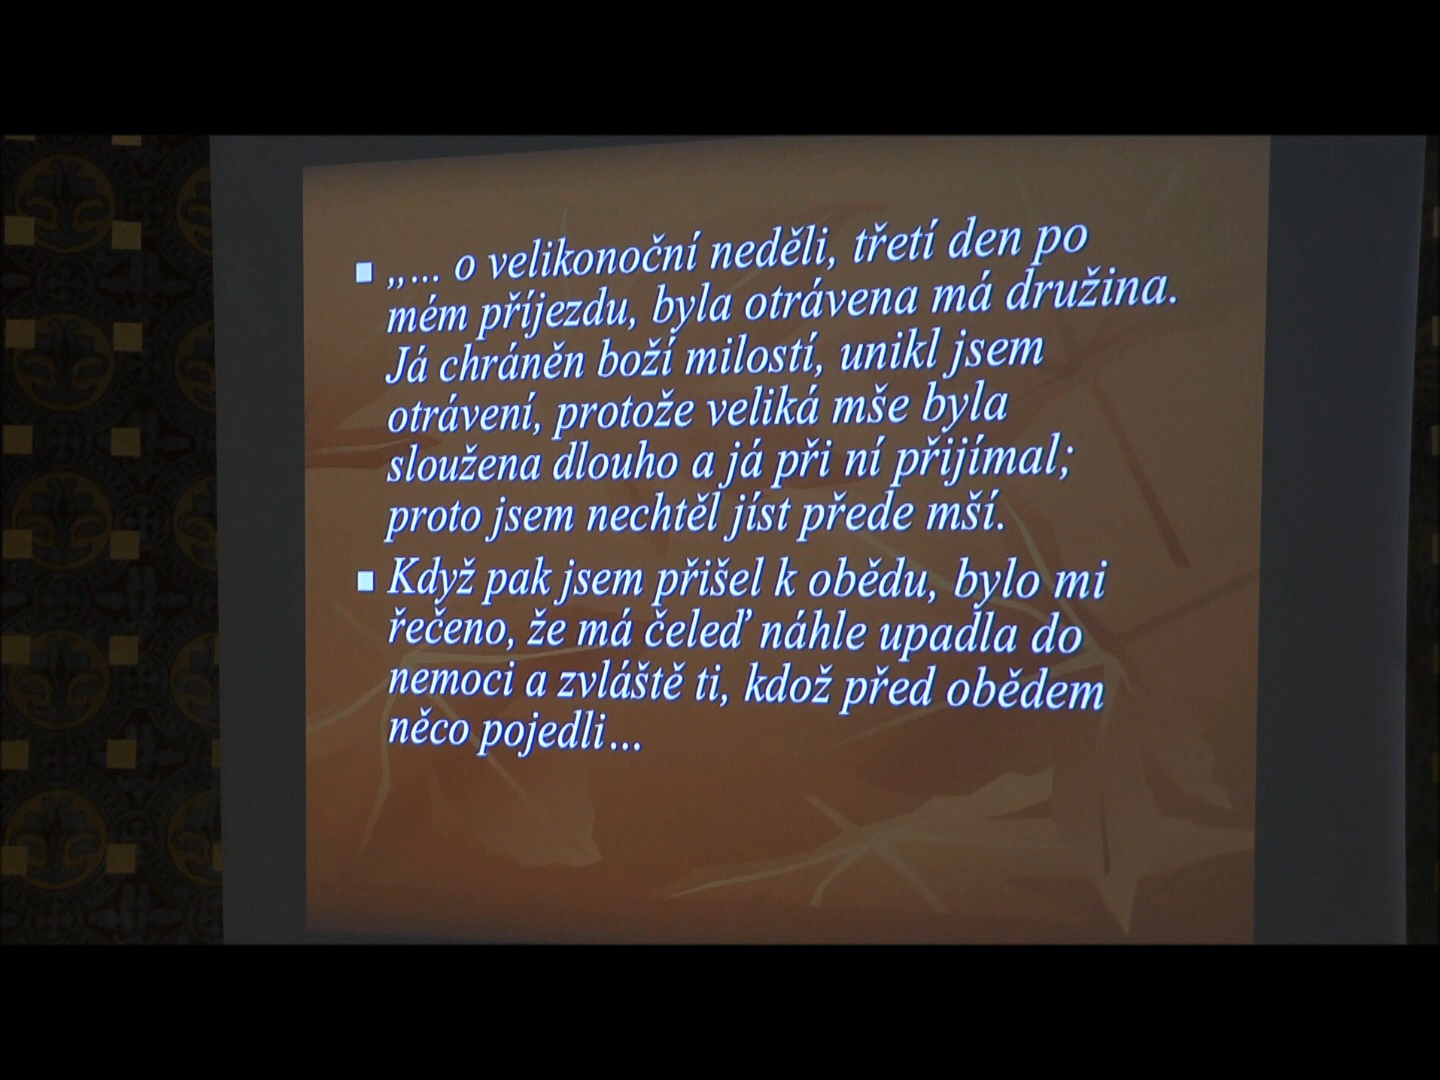 ■ „... o velikonoční neděli, třetí den po
mém příjezdu, byla otrávena má družina.
Já chráněn boží milostí, unikl jsem
otrávení, protože veliká mše byla
sloužena dlouho a já při ní přijímal;
proto jsem nechtěl jíst přede mší.
■ Když pak jsem přišel k obědu, bylo mi
řečeno, že má čeleď náhle upadla do
nemoci a zvláště ti, kdož před obědem
něco pojedli...